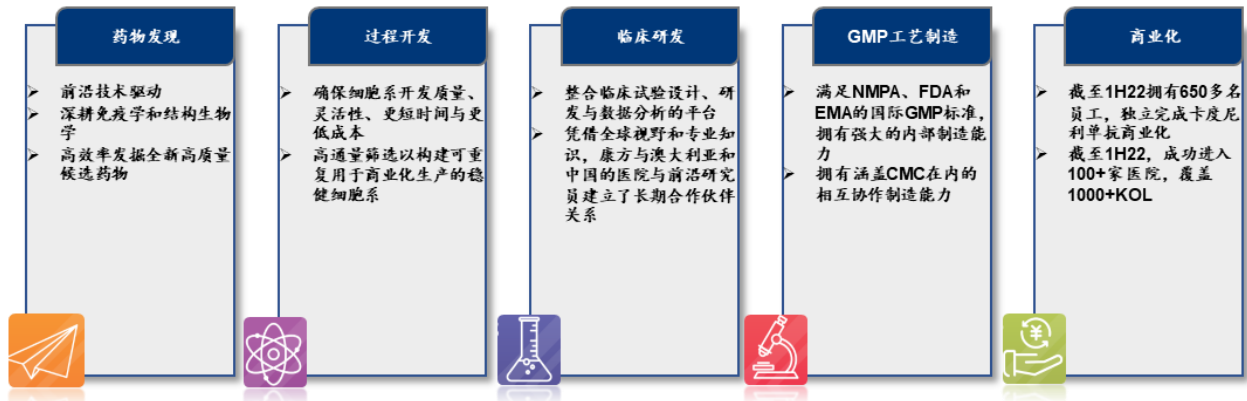 药物发现
➢ 前沿技术驱动
➢ 深耕免疫学和结构生物
学
➢ 高效率发掘全新高质量
候选药物
过程开发
➢ 确保细胞系开发质量、
灵活性、更短时间与更
低成本
➢ 高通量筛选以构建可重
复用于商业化生产的稳
健细胞系
临床研发
➢ 整合临床试验设计、研
发与数据分析的平台
➢ 凭借全球视野和专业知
识，康方与澳大利亚和
中国的医院与前沿研究
员建立了长期合作伙伴
关系
GMP工艺制造
➢ 满足NMPA、FDA和
EMA的国际GMP标准，
拥有强大的内部制造能
力
➢ 拥有涵盖CMC在内的
相互协作制造能力
商业化
➢ 截至1H22拥有650多名
员工，独立完成卡度尼
利单抗商业化
➢ 截至1H22，成功进入
100+家医院，覆盖
1000+KOL
¥